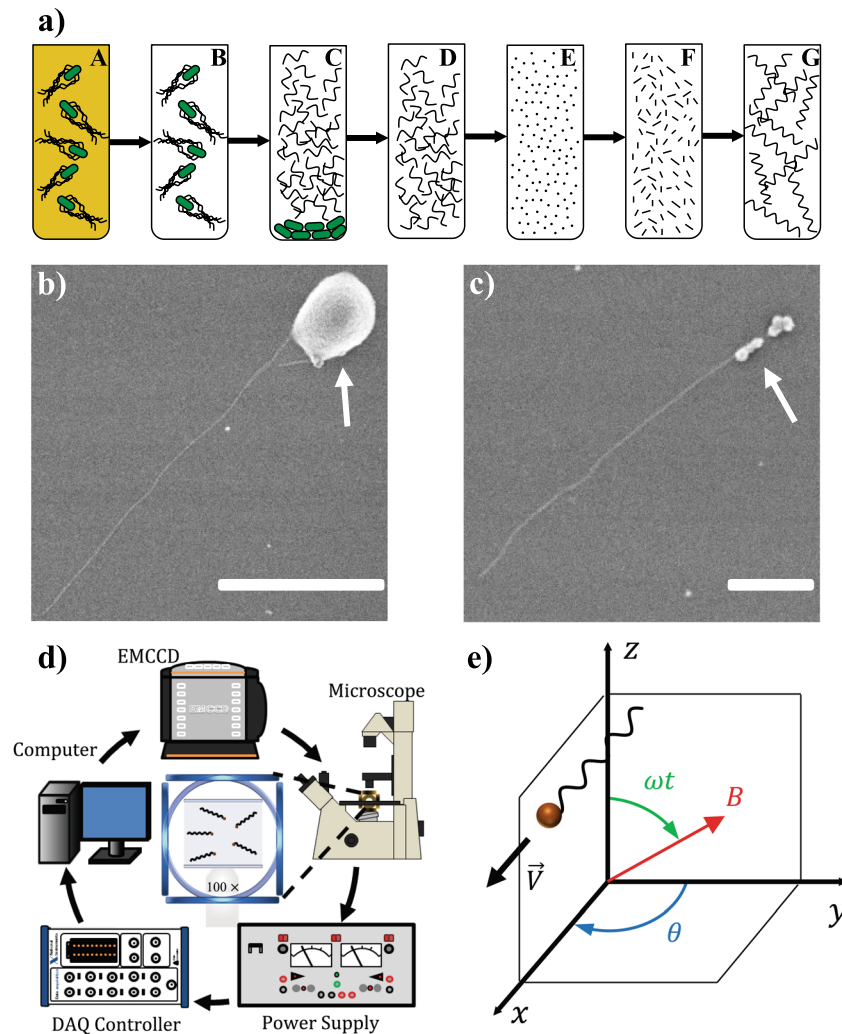 a)
A B C D E F G
b)
c)
d)
EMCCD
Microscope
Computer
100 ×
DAQ Controller
Power Supply
e)
z
ωt
B
V⃗
y
θ
x